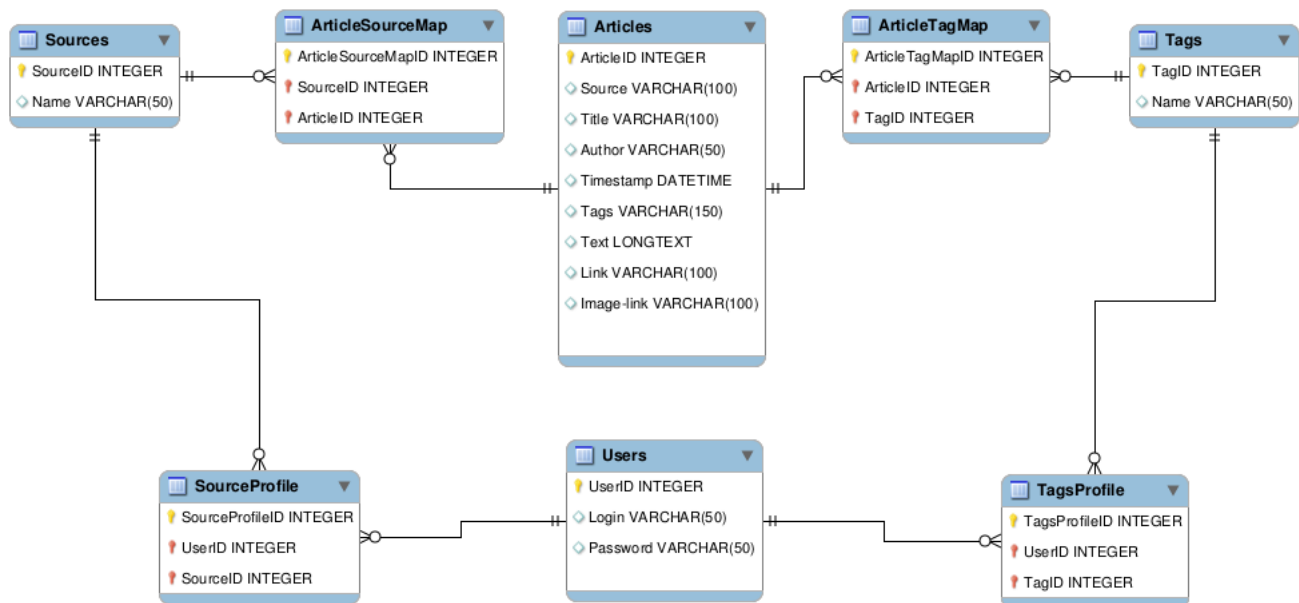 Sources
SourceID INTEGER
Name VARCHAR(50)
ArticleSourceMap
ArticleSourceMapID INTEGER
SourceID INTEGER
ArticleID INTEGER
Articles
ArticleID INTEGER
Source VARCHAR(100)
Title VARCHAR(100)
Author VARCHAR(50)
Timestamp DATETIME
Tags VARCHAR(150)
Text LONGTEXT
Link VARCHAR(100)
Image-link VARCHAR(100)
ArticleTagMap
ArticleTagMapID INTEGER
ArticleID INTEGER
TagID INTEGER
Tags
TagID INTEGER
Name VARCHAR(50)
SourceProfile
SourceProfileID INTEGER
UserID INTEGER
SourceID INTEGER
Users
UserID INTEGER
Login VARCHAR(50)
Password VARCHAR(50)
TagsProfile
TagsProfileID INTEGER
UserID INTEGER
TagID INTEGER